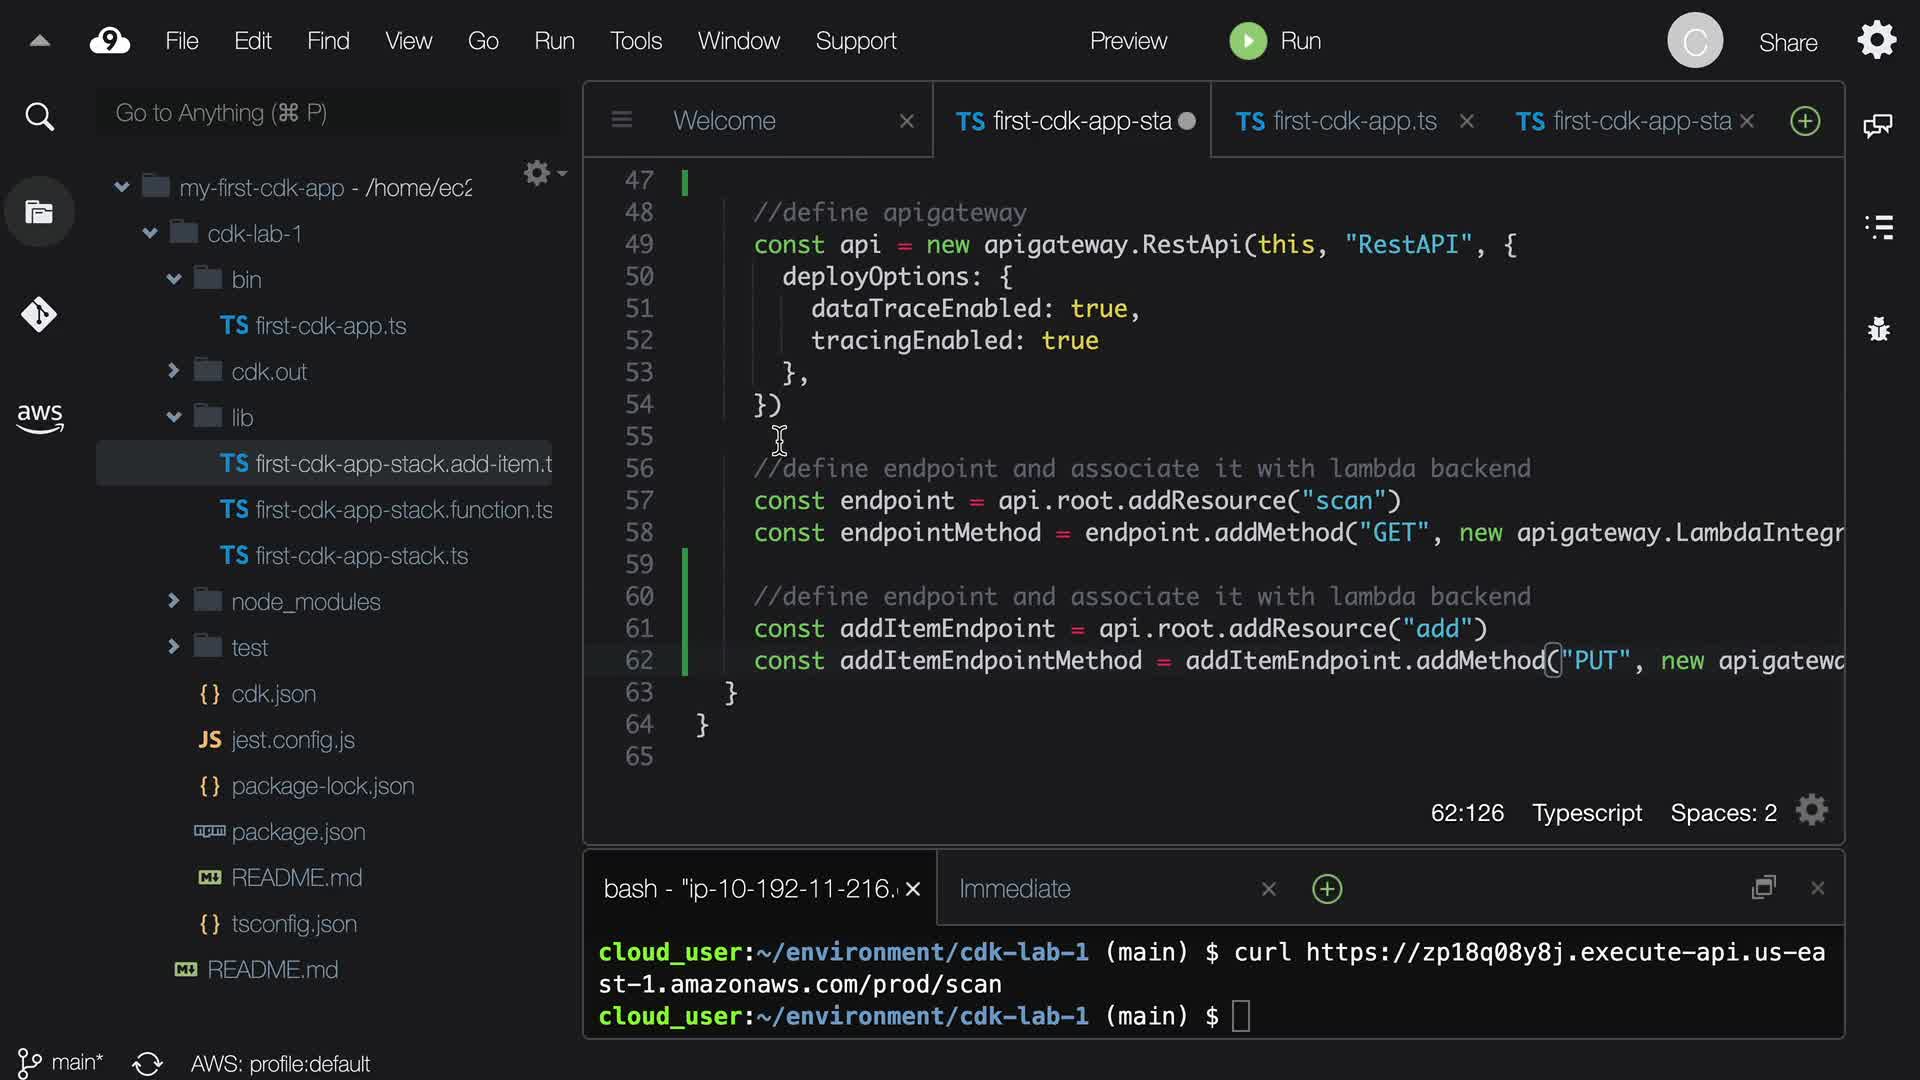 9 File Edit Find View Go Run Tools Window Support Preview Run C Share
Go to Anything (⌘ P)
my-first-cdk-app - /home/ec2
cdk-lab-1
bin
TS first-cdk-app.ts
cdk.out
lib
TS first-cdk-app-stack.add-item.t
TS first-cdk-app-stack.function.ts
TS first-cdk-app-stack.ts
node_modules
test
{} cdk.json
JS jest.config.js
{} package-lock.json
npm package.json
M README.md
{} tsconfig.json
M README.md
aws
Welcome
TS first-cdk-app-sta
TS first-cdk-app.ts
TS first-cdk-app-sta
47
48 //define apigateway
49 const api = new apigateway.RestApi(this, "RestAPI", {
50 deployOptions: {
51 dataTraceEnabled: true,
52 tracingEnabled: true
53 },
54 })
55
56 //define endpoint and associate it with lambda backend
57 const endpoint = api.root.addResource("scan")
58 const endpointMethod = endpoint.addMethod("GET", new apigateway.LambdaIntegr
59
60 //define endpoint and associate it with lambda backend
61 const addItemEndpoint = api.root.addResource("add")
62 const addItemEndpointMethod = addItemEndpoint.addMethod("PUT", new apigatewa
63 }
64 }
65
62:126 Typescript Spaces: 2
bash - "ip-10-192-11-216.
Immediate
cloud_user:~/environment/cdk-lab-1 (main) $ curl https://zp18q08y8j.execute-api.us-ea
st-1.amazonaws.com/prod/scan
cloud_user:~/environment/cdk-lab-1 (main) $
main* AWS: profile:default